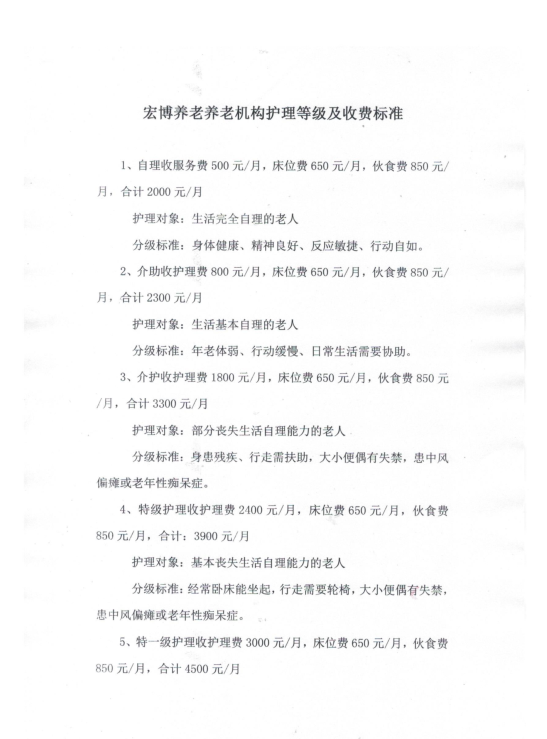 宏博养老养老机构护理等级及收费标准
1、自理收服务费 500 元/月，床位费 650 元/月，伙食费 850 元/
月，合计 2000 元/月
护理对象：生活完全自理的老人
分级标准：身体健康、精神良好、反应敏捷、行动自如。
2、介助收护理费 800 元/月，床位费 650 元/月，伙食费 850 元/
月，合计 2300 元/月
护理对象：生活基本自理的老人
分级标准：年老体弱、行动缓慢、日常生活需要协助。
3、介护收护理费 1800 元/月，床位费 650 元/月，伙食费 850 元
/月，合计 3300 元/月
护理对象：部分丧失生活自理能力的老人
分级标准：身患残疾、行走需扶助，大小便偶有失禁，患中风
偏瘫或老年性痴呆症。
4、特级护理收护理费 2400 元/月，床位费 650 元/月，伙食费
850 元/月，合计；3900 元/月
护理对象：基本丧失生活自理能力的老人
分级标准：经常卧床能坐起，行走需要轮椅，大小便偶有失禁，
患中风偏瘫或老年性痴呆症。
5、特一级护理收护理费 3000 元/月，床位费 650 元/月，伙食费
850 元/月，合计 4500 元/月